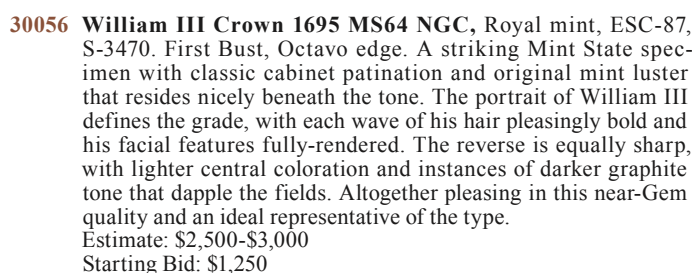 30056 William III Crown 1695 MS64 NGC, Royal mint, ESC-87,
S-3470. First Bust, Octavo edge. A striking Mint State spec-
imen with classic cabinet patination and original mint luster
that resides nicely beneath the tone. The portrait of William III
defines the grade, with each wave of his hair pleasingly bold and
his facial features fully-rendered. The reverse is equally sharp,
with lighter central coloration and instances of darker graphite
tone that dapple the fields. Altogether pleasing in this near-Gem
quality and an ideal representative of the type.
Estimate: $2,500-$3,000
Starting Bid: $1,250